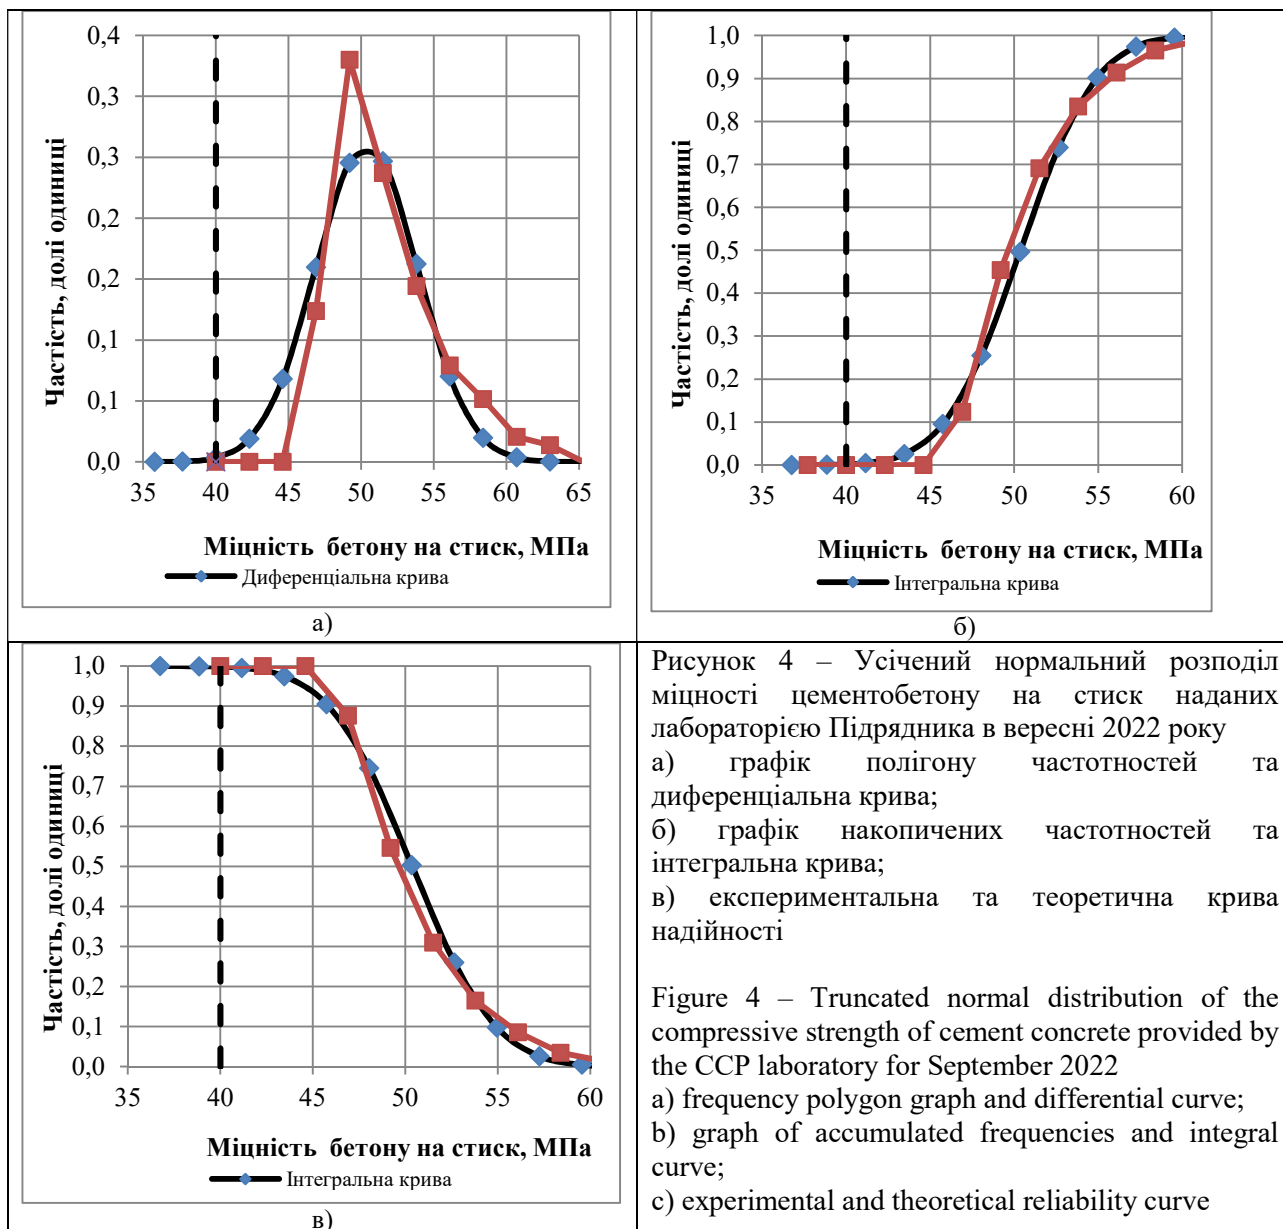 0,4
0,3
0,3
0,2
0,2
0,1
0,1
0,0
35 40 45 50 55 60 65
Частість, долі одиниці
Міцність бетону на стиск, МПа
Диференціальна крива
а)
1,0
0,9
0,8
0,7
0,6
0,5
0,4
0,3
0,2
0,1
0,0
35 40 45 50 55 60
Частість, долі одиниці
Міцність бетону на стиск, МПа
Інтегральна крива
б)
1,0
0,9
0,8
0,7
0,6
0,5
0,4
0,3
0,2
0,1
0,0
35 40 45 50 55 60
Частість, долі одиниці
Міцність бетону на стиск, МПа
Інтегральна крива
в)
Рисунок 4 – Усічений нормальний розподіл
міцності цементобетону на стиск наданих
лабораторією Підрядника в вересні 2022 року
а) графік полігону частотностей та
диференціальна крива;
б) графік накопичених частотностей та
інтегральна крива;
в) експериментальна та теоретична крива
надійності
Figure 4 – Truncated normal distribution of the
compressive strength of cement concrete provided by
the CCP laboratory for September 2022
a) frequency polygon graph and differential curve;
b) graph of accumulated frequencies and integral
curve;
c) experimental and theoretical reliability curve